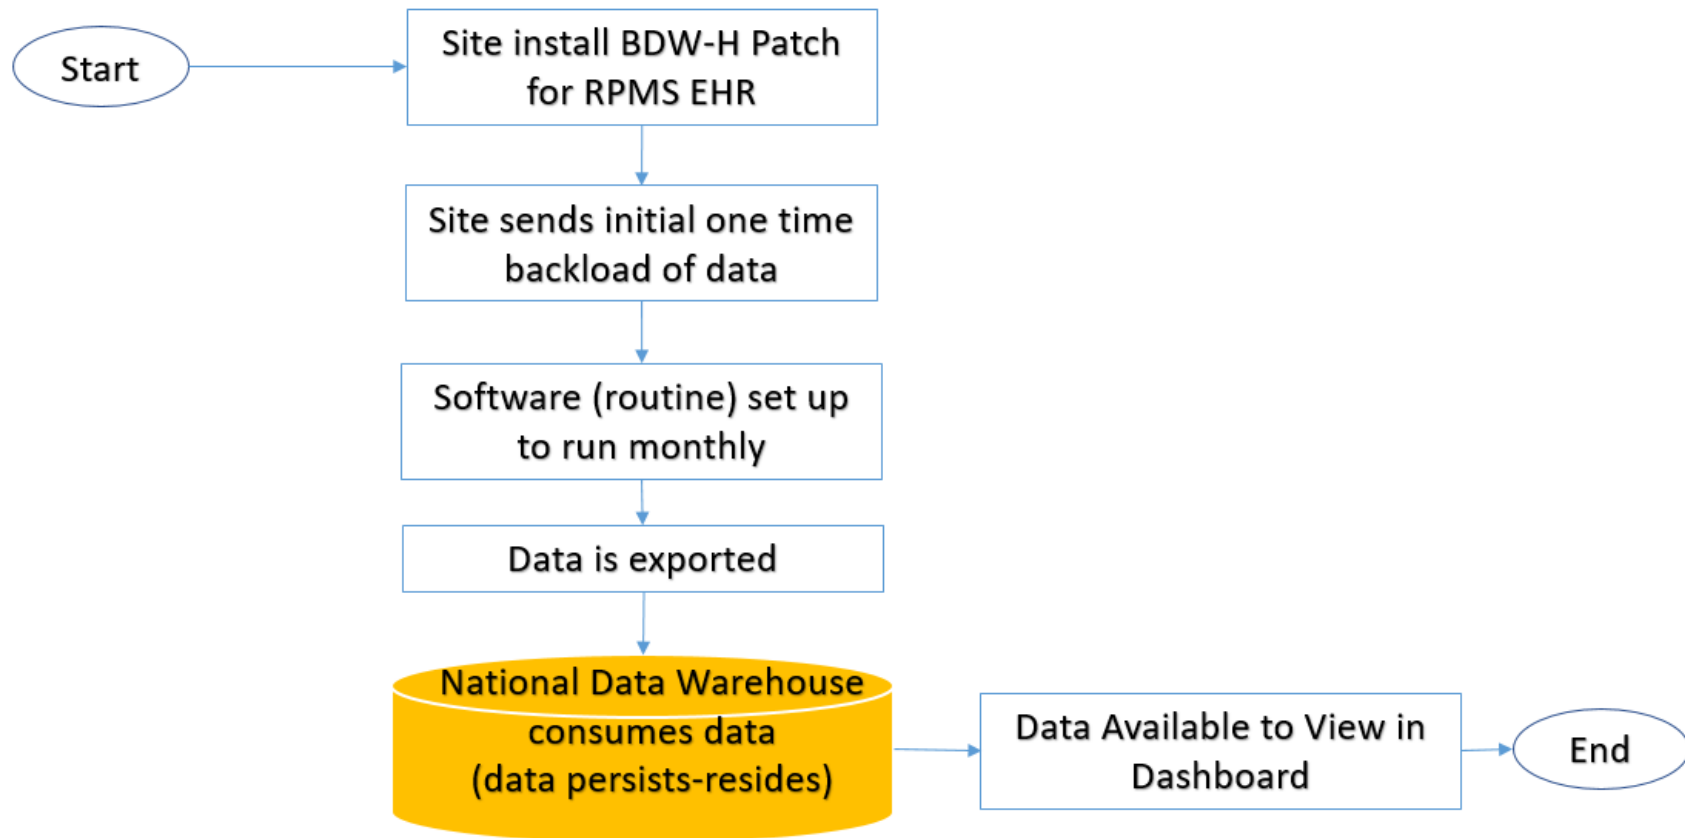 Start
Site install BDW-H Patch
for RPMS EHR
Site sends initial one time
backload of data
Software (routine) set up
to run monthly
Data is exported
National Data Warehouse
consumes data
(data persists-resides)
Data Available to View in
Dashboard
End